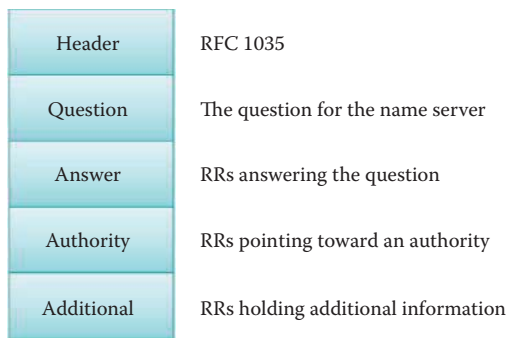 Header RFC 1035
Question The question for the name server
Answer RRs answering the question
Authority RRs pointing toward an authority
Additional RRs holding additional information